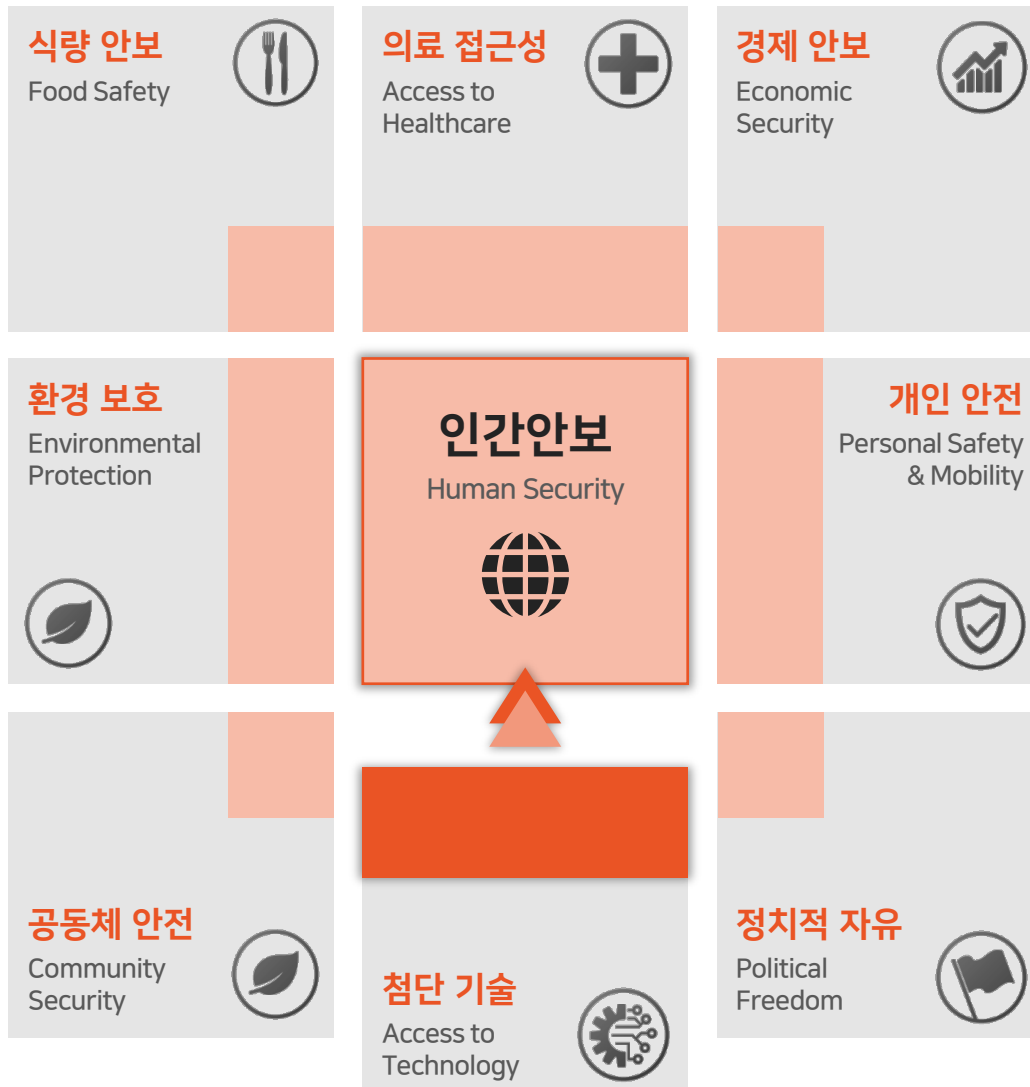 식량 안보
Food Safety
의료 접근성
Access to
Healthcare
경제 안보
Economic
Security
환경 보호
Environmental
Protection
인간안보
Human Security
개인 안전
Personal Safety
& Mobility
공동체 안전
Community
Security
첨단 기술
Access to
Technology
정치적 자유
Political
Freedom